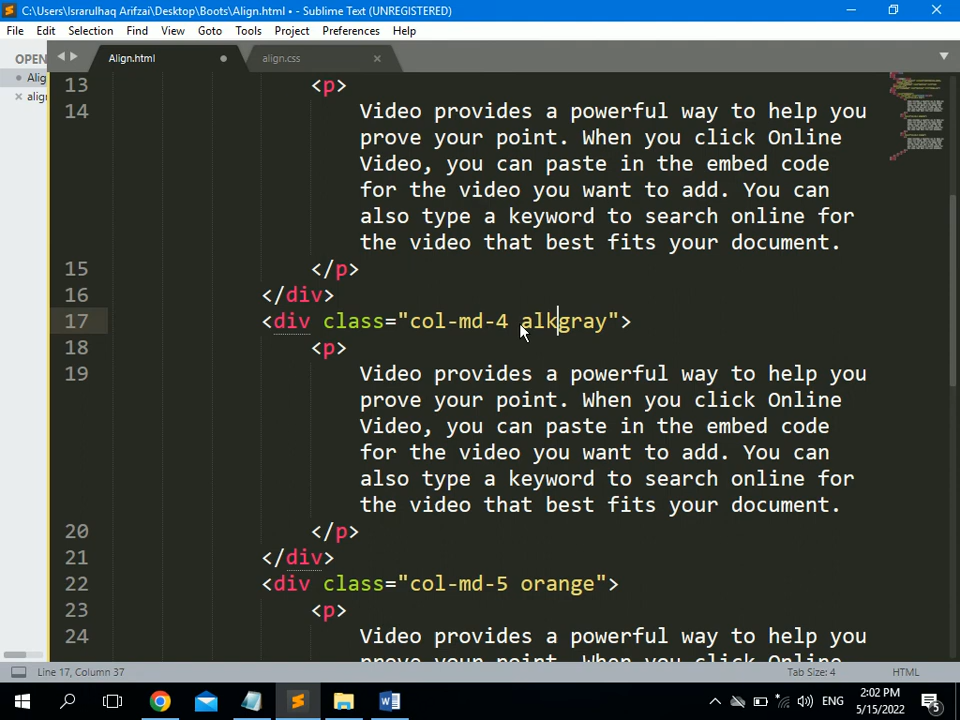 C:\Users\Israrulhaq Arifzai\Desktop\Boots\Align.html • - Sublime Text (UNREGISTERED)
File Edit Selection Find View Goto Tools Project Preferences Help
OPEN Align.html align.css
Alig
align
13 <p>
14 Video provides a powerful way to help you
prove your point. When you click Online
Video, you can paste in the embed code
for the video you want to add. You can
also type a keyword to search online for
the video that best fits your document.
15 </p>
16 </div>
17 <div class="col-md-4 alkgray">
18 <p>
19 Video provides a powerful way to help you
prove your point. When you click Online
Video, you can paste in the embed code
for the video you want to add. You can
also type a keyword to search online for
the video that best fits your document.
20 </p>
21 </div>
22 <div class="col-md-5 orange">
23 <p>
24 Video provides a powerful way to help you
prove your point. When you click Online
Line 17, Column 37 Tab Size: 4 HTML
ENG 2:02 PM
5/15/2022 5